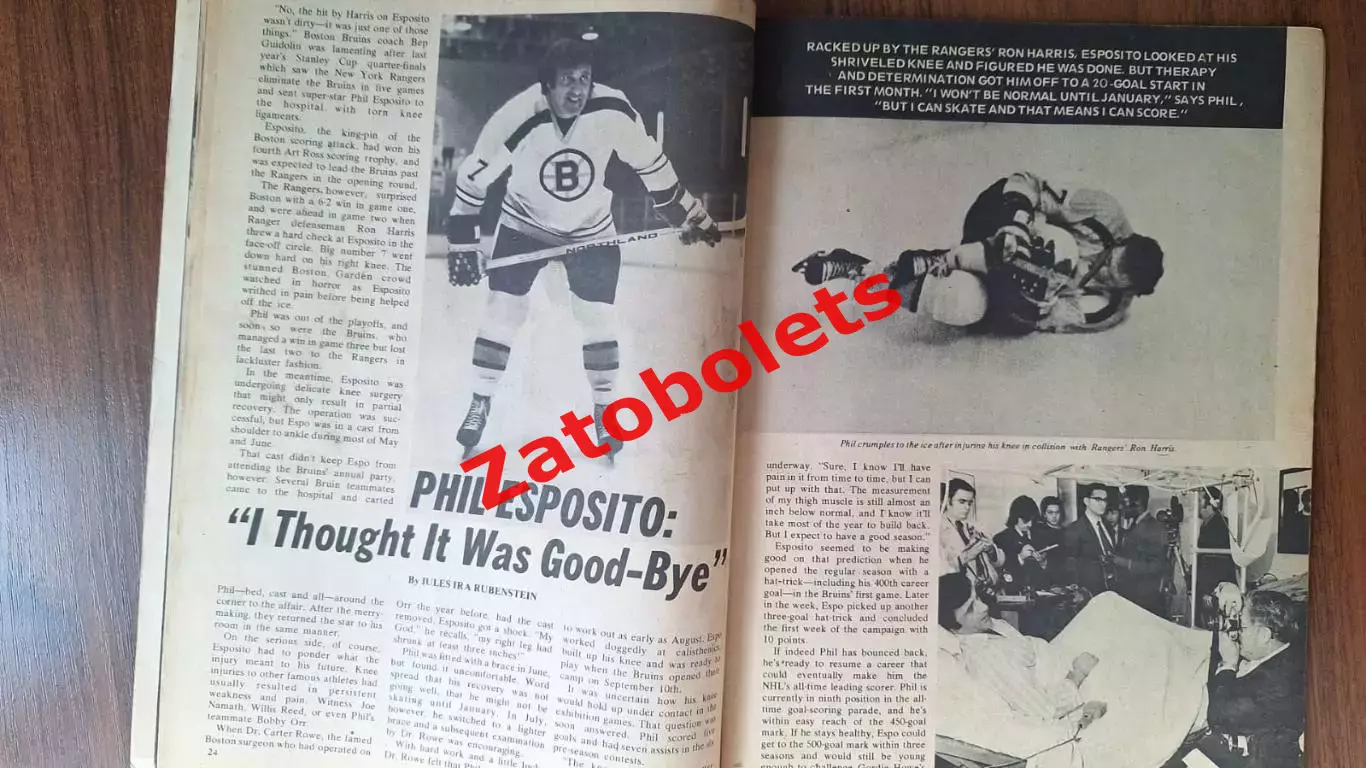 "No, the hit by Harris on Esposito
wasn't dirty—it was just one of those
things." Boston Bruins coach Bep
Guidolin was lamenting after last
year's Stanley Cup quarter-finals
which saw the New York Rangers
eliminate the Bruins in five games
and sent super-star Phil Esposito to
the hospital with torn knee
ligaments.
Esposito, the king-pin of the
Boston scoring attack, had won his
fourth Art Ross scoring trophy, and
was expected to lead the Bruins past
the Rangers in the opening round.
The Rangers, however, surprised
Boston with a 6-2 win in game one,
and were ahead in game two when
Ranger defenseman Ron Harris
threw a hard check at Esposito in the
face-off circle. Big number 7 went
down hard on his right knee. The
stunned Boston Garden crowd
watched in horror as Esposito
writhed in pain before being helped
off the ice.
Phil was out of the playoffs, and
soon, so were the Bruins, who
managed a win in game three but lost
the last two to the Rangers in
lackluster fashion.
In the meantime, Esposito was
undergoing delicate knee surgery
that might only result in partial
recovery. The operation was suc-
cessful, but Espo was in a cast from
shoulder to ankle during most of May
and June.
That cast didn't keep Espo from
attending the Bruins' annual party,
however. Several Bruin teammates
came to the hospital and carted
7
B
NORTHLAND
PHIL ESPOSITO:
"I Thought It Was Good-Bye"
By JULES IRA RUBENSTEIN
Phil—bed, cast and all—around the
corner to the affair. After the merry-
making, they returned the star to his
room in the same manner.
On the serious side, of course,
Esposito had to ponder what the
injury meant to his future. Knee
injuries to other famous athletes had
usually resulted in persistent
weakness and pain. Witness Joe
Namath, Willis Reed, or even Phil's
teammate Bobby Orr.
When Dr. Carter Rowe, the famed
Boston surgeon who had operated on
24
Orr the year before, had the cast
removed, Esposito got a shock. "My
God," he recalls, "my right leg had
shrunk at least three inches!"
Phil was fitted with a brace in June,
but found it uncomfortable. Word
spread that his recovery was not
going well, that he might not be
skating until January. In July,
however, he switched to a lighter
brace and a subsequent examination
by Dr. Rowe was encouraging.
With hard work and a little luck,
Dr. Rowe felt that Phil
to work out as early as August. Espo
worked doggedly at calisthenics,
built up his knee and was ready to
play when the Bruins opened their
camp on September 10th.
It was uncertain how his knee
would hold up under contact in the
exhibition games. That question was
soon answered. Phil scored five
goals and had seven assists in the six
pre-season contests.
"The
RACKED UP BY THE RANGERS' RON HARRIS, ESPOSITO LOOKED AT HIS
SHRIVELED KNEE AND FIGURED HE WAS DONE. BUT THERAPY
AND DETERMINATION GOT HIM OFF TO A 20-GOAL START IN
THE FIRST MONTH. "I WON'T BE NORMAL UNTIL JANUARY," SAYS PHIL,
"BUT I CAN SKATE AND THAT MEANS I CAN SCORE."
Phil crumples to the ice after injuring his knee in collision with Rangers' Ron Harris.
underway. "Sure, I know I'll have
pain in it from time to time, but I can
put up with that. The measurement
of my thigh muscle is still almost an
inch below normal, and I know it'll
take most of the year to build back.
But I expect to have a good season."
Esposito seemed to be making
good on that prediction when he
opened the regular season with a
hat-trick—including his 400th career
goal—in the Bruins' first game. Later
in the week, Espo picked up another
three-goal hat-trick and concluded
the first week of the campaign with
10 points.
If indeed Phil has bounced back,
he's ready to resume a career that
could eventually make him the
NHL's all-time leading scorer. Phil is
currently in ninth position in the all-
time goal-scoring parade, and he's
within easy reach of the 450-goal
mark. If he stays healthy, Espo could
get to the 500-goal mark within three
seasons and would still be young
enough to challenge Gordie Howe's
Zatobolets